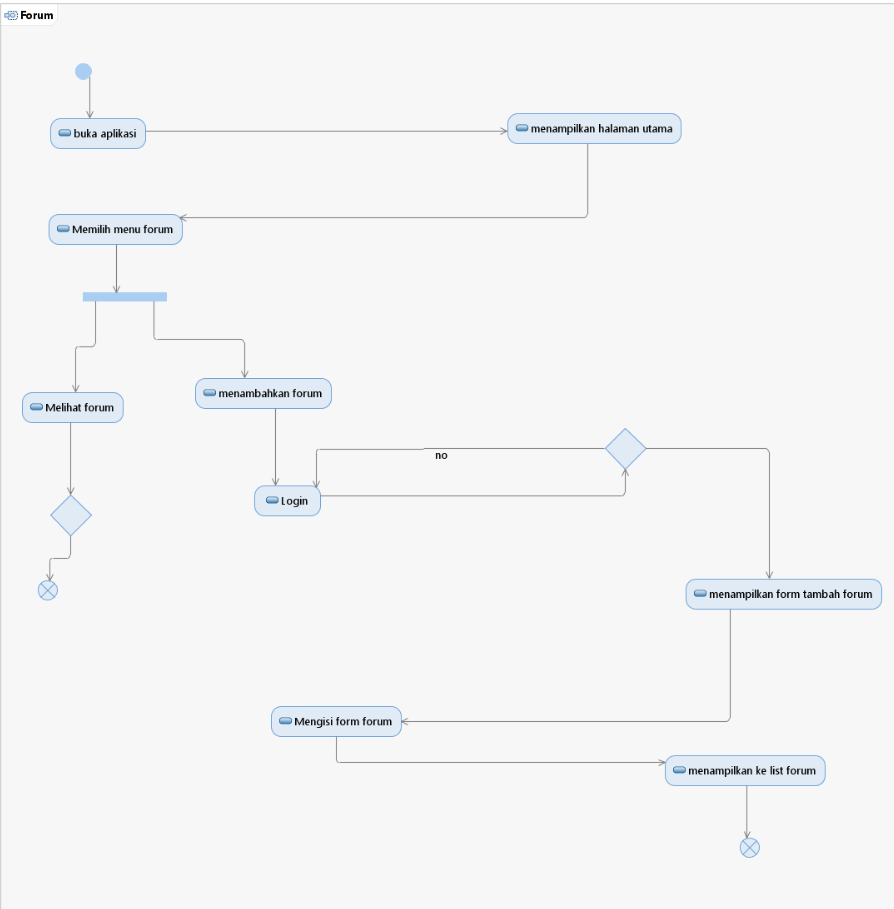 Forum
buka aplikasi
menampilkan halaman utama
Memilih menu forum
menambahkan forum
Melihat forum
no
Login
menampilkan form tambah forum
Mengisi form forum
menampilkan ke list forum